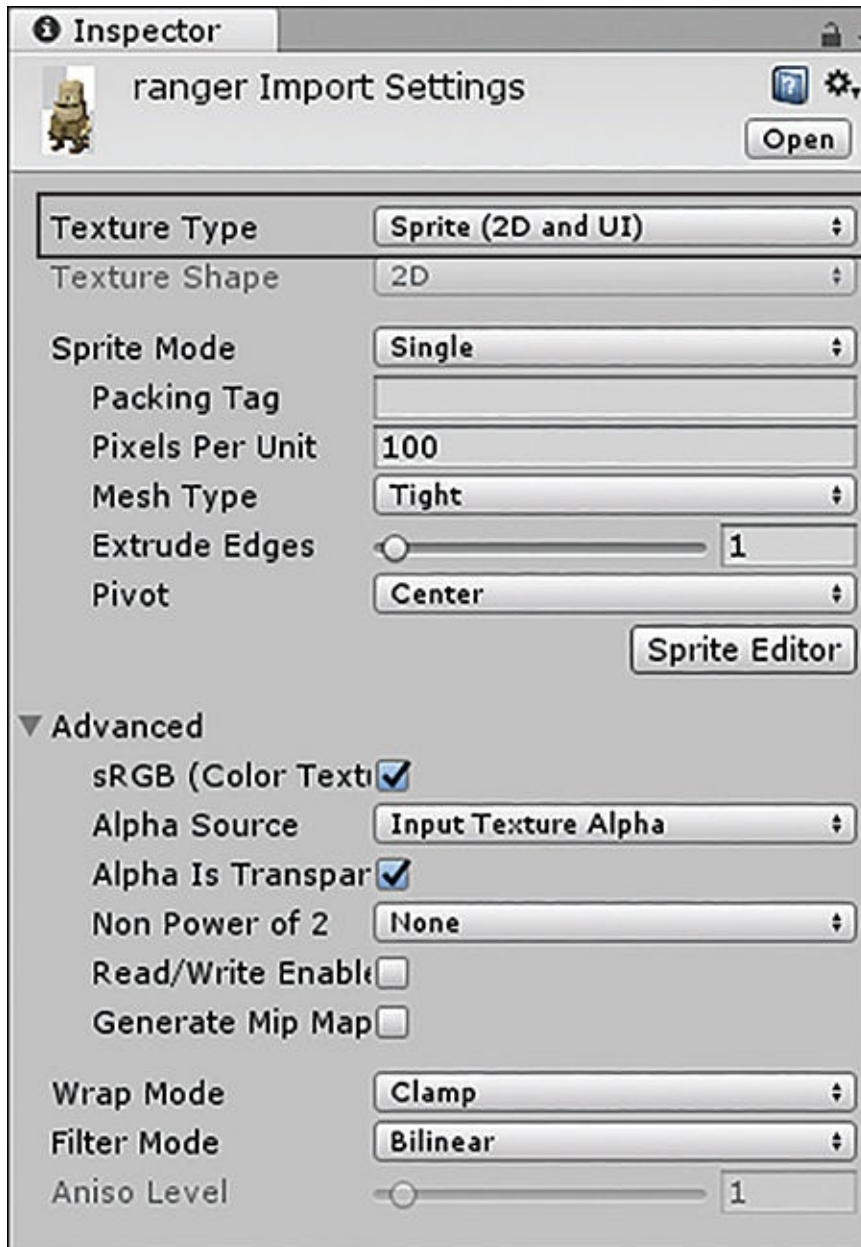 Inspector
ranger Import Settings
Open
Texture Type Sprite (2D and UI)
Texture Shape 2D
Sprite Mode Single
Packing Tag
Pixels Per Unit 100
Mesh Type Tight
Extrude Edges 1
Pivot Center
Sprite Editor
Advanced
sRGB (Color Textu
Alpha Source Input Texture Alpha
Alpha Is Transpar
Non Power of 2 None
Read/Write Enable
Generate Mip Map
Wrap Mode Clamp
Filter Mode Bilinear
Aniso Level 1